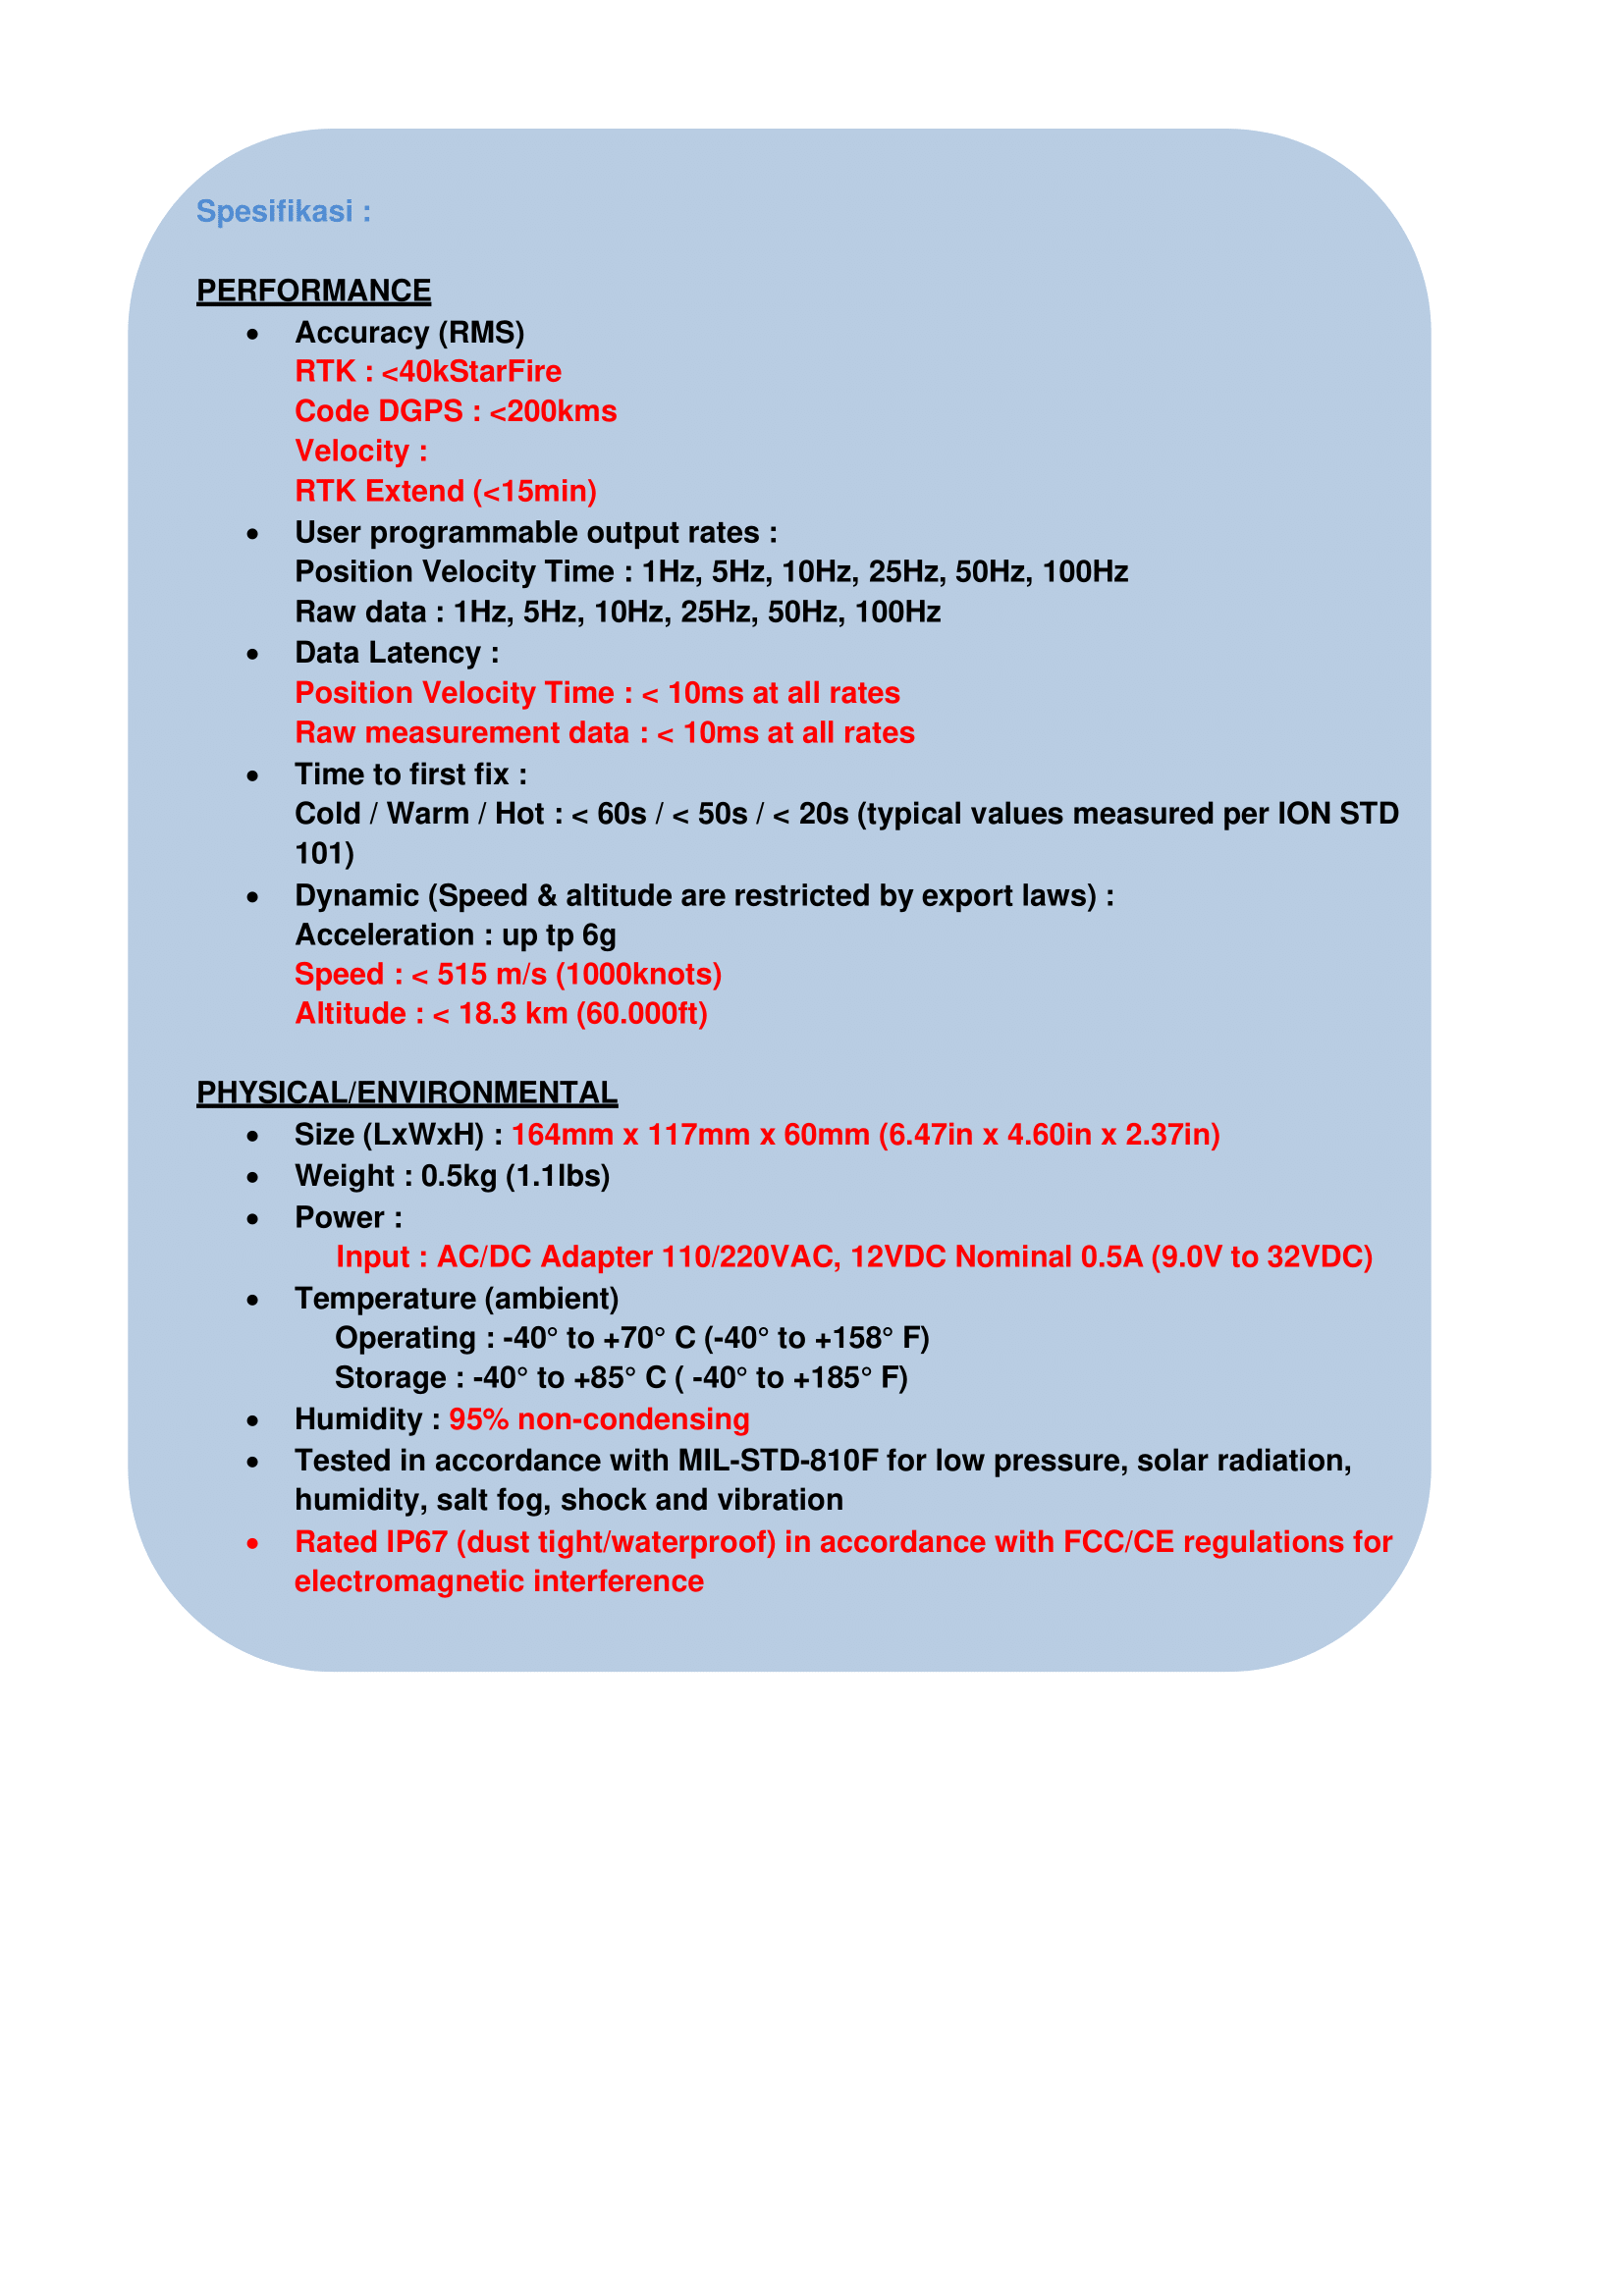 Spesifikasi :
PERFORMANCE
• Accuracy (RMS)
RTK : <40kStarFire
Code DGPS : <200kms
Velocity :
RTK Extend (<15min)
• User programmable output rates :
Position Velocity Time : 1Hz, 5Hz, 10Hz, 25Hz, 50Hz, 100Hz
Raw data : 1Hz, 5Hz, 10Hz, 25Hz, 50Hz, 100Hz
• Data Latency :
Position Velocity Time : < 10ms at all rates
Raw measurement data : < 10ms at all rates
• Time to first fix :
Cold / Warm / Hot : < 60s / < 50s / < 20s (typical values measured per ION STD
101)
• Dynamic (Speed & altitude are restricted by export laws) :
Acceleration : up tp 6g
Speed : < 515 m/s (1000knots)
Altitude : < 18.3 km (60.000ft)
PHYSICAL/ENVIRONMENTAL
• Size (LxWxH) : 164mm x 117mm x 60mm (6.47in x 4.60in x 2.37in)
• Weight : 0.5kg (1.1lbs)
• Power :
Input : AC/DC Adapter 110/220VAC, 12VDC Nominal 0.5A (9.0V to 32VDC)
• Temperature (ambient)
Operating : -40° to +70° C (-40° to +158° F)
Storage : -40° to +85° C ( -40° to +185° F)
• Humidity : 95% non-condensing
• Tested in accordance with MIL-STD-810F for low pressure, solar radiation,
humidity, salt fog, shock and vibration
• Rated IP67 (dust tight/waterproof) in accordance with FCC/CE regulations for
electromagnetic interference